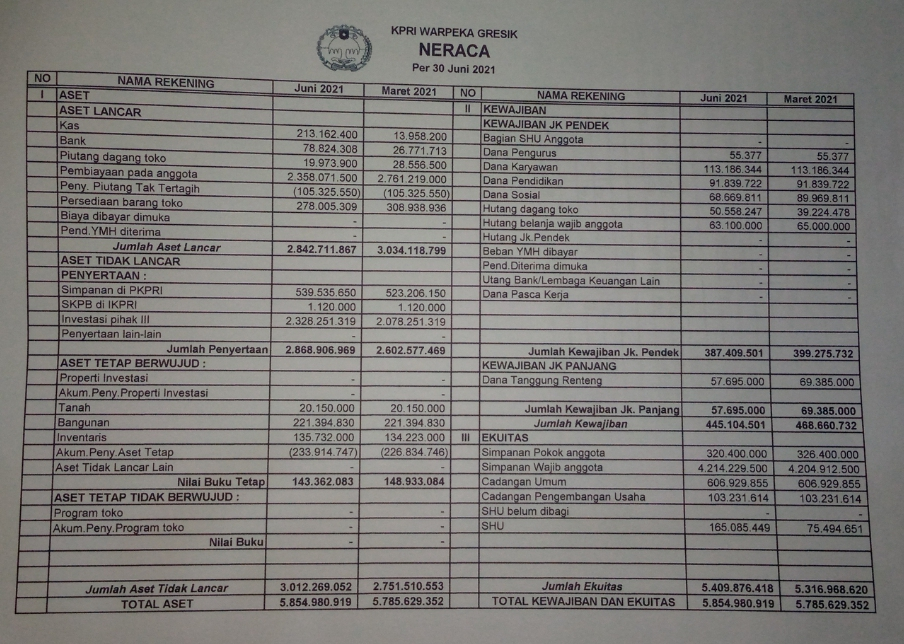 KPRI WARPEKA GRESIK
NERACA
Per 30 Juni 2021
NO NAMA REKENING Juni 2021 Maret 2021
I ASET
ASET LANCAR
Kas 213.162.400 13.958.200
Bank 78.824.308 26.771.713
Piutang dagang toko 19.973.900 28.556.500
Pembiayaan pada anggota 2.358.071.500 2.761.219.000
Peny. Piutang Tak Tertagih (105.325.550) (105.325.550)
Persediaan barang toko 278.005.309 308.938.936
Biaya dibayar dimuka - -
Pend.YMH diterima - -
Jumlah Aset Lancar 2.842.711.867 3.034.118.799
ASET TIDAK LANCAR
PENYERTAAN :
Simpanan di PKPRI 539.535.650 523.206.150
SKPB di IKPRI 1.120.000 1.120.000
Investasi pihak III 2.328.251.319 2.078.251.319
Penyertaan lain-lain - -
Jumlah Penyertaan 2.868.906.969 2.602.577.469
ASET TETAP BERWUJUD :
Properti Investasi - -
Akum.Peny.Properti Investasi - -
Tanah 20.150.000 20.150.000
Bangunan 221.394.830 221.394.830
Inventaris 135.732.000 134.223.000
Akum.Peny.Aset Tetap (233.914.747) (226.834.746)
Aset Tidak Lancar Lain - -
Nilai Buku Tetap 143.362.083 148.933.084
ASET TETAP TIDAK BERWUJUD :
Program toko - -
Akum.Peny.Program toko - -
Nilai Buku - -
Jumlah Aset Tidak Lancar 3.012.269.052 2.751.510.553
TOTAL ASET 5.854.980.919 5.785.629.352
NO NAMA REKENING Juni 2021 Maret 2021
II KEWAJIBAN
KEWAJIBAN JK PENDEK
Bagian SHU Anggota - -
Dana Pengurus 55.377 55.377
Dana Karyawan 113.186.344 113.186.344
Dana Pendidikan 91.839.722 91.839.722
Dana Sosial 68.669.811 89.969.811
Hutang dagang toko 50.558.247 39.224.478
Hutang belanja wajib anggota 63.100.000 65.000.000
Hutang Jk.Pendek - -
Beban YMH dibayar - -
Pend.Diterima dimuka - -
Utang Bank/Lembaga Keuangan Lain - -
Dana Pasca Kerja - -
Jumlah Kewajiban Jk. Pendek 387.409.501 399.275.732
KEWAJIBAN JK PANJANG
Dana Tanggung Renteng 57.695.000 69.385.000
Jumlah Kewajiban Jk. Panjang 57.695.000 69.385.000
Jumlah Kewajiban 445.104.501 468.660.732
III EKUITAS
Simpanan Pokok anggota 320.400.000 326.400.000
Simpanan Wajib anggota 4.214.229.500 4.204.912.500
Cadangan Umum 606.929.855 606.929.855
Cadangan Pengembangan Usaha 103.231.614 103.231.614
SHU belum dibagi - -
SHU 165.085.449 75.494.651
Jumlah Ekuitas 5.409.876.418 5.316.968.620
TOTAL KEWAJIBAN DAN EKUITAS 5.854.980.919 5.785.629.352